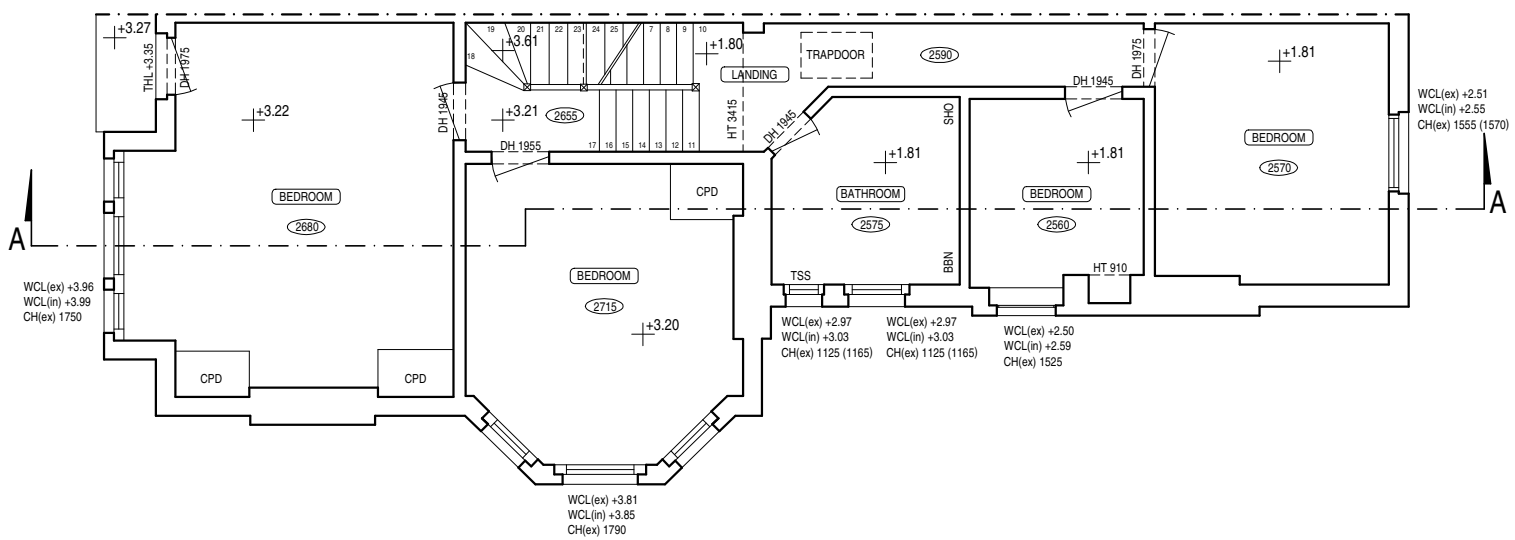 +3.27
THL +3.35
DH 1975
+3.22
DH 1945
19
20
21
22
23
24
25
7
8
9
10
18
+3.61
+1.80
LANDING
TRAPDOOR
2590
DH 1975
+1.81
+3.21
2655
HT 3415
DH 1955
17
16
15
14
13
12
11
DH 1945
SHO
DH 1945
WCL(ex) +2.51
WCL(in) +2.55
CH(ex) 1555 (1570)
BEDROOM
2570
+1.81
+1.81
BEDROOM
2680
CPD
BATHROOM
2575
BEDROOM
2560
A
A
BEDROOM
2715
TSS
BBN
HT 910
WCL(ex) +3.96
WCL(in) +3.99
CH(ex) 1750
+3.20
WCL(ex) +2.97
WCL(in) +3.03
CH(ex) 1125 (1165)
WCL(ex) +2.97
WCL(in) +3.03
CH(ex) 1125 (1165)
WCL(ex) +2.50
WCL(in) +2.59
CH(ex) 1525
CPD
CPD
WCL(ex) +3.81
WCL(in) +3.85
CH(ex) 1790